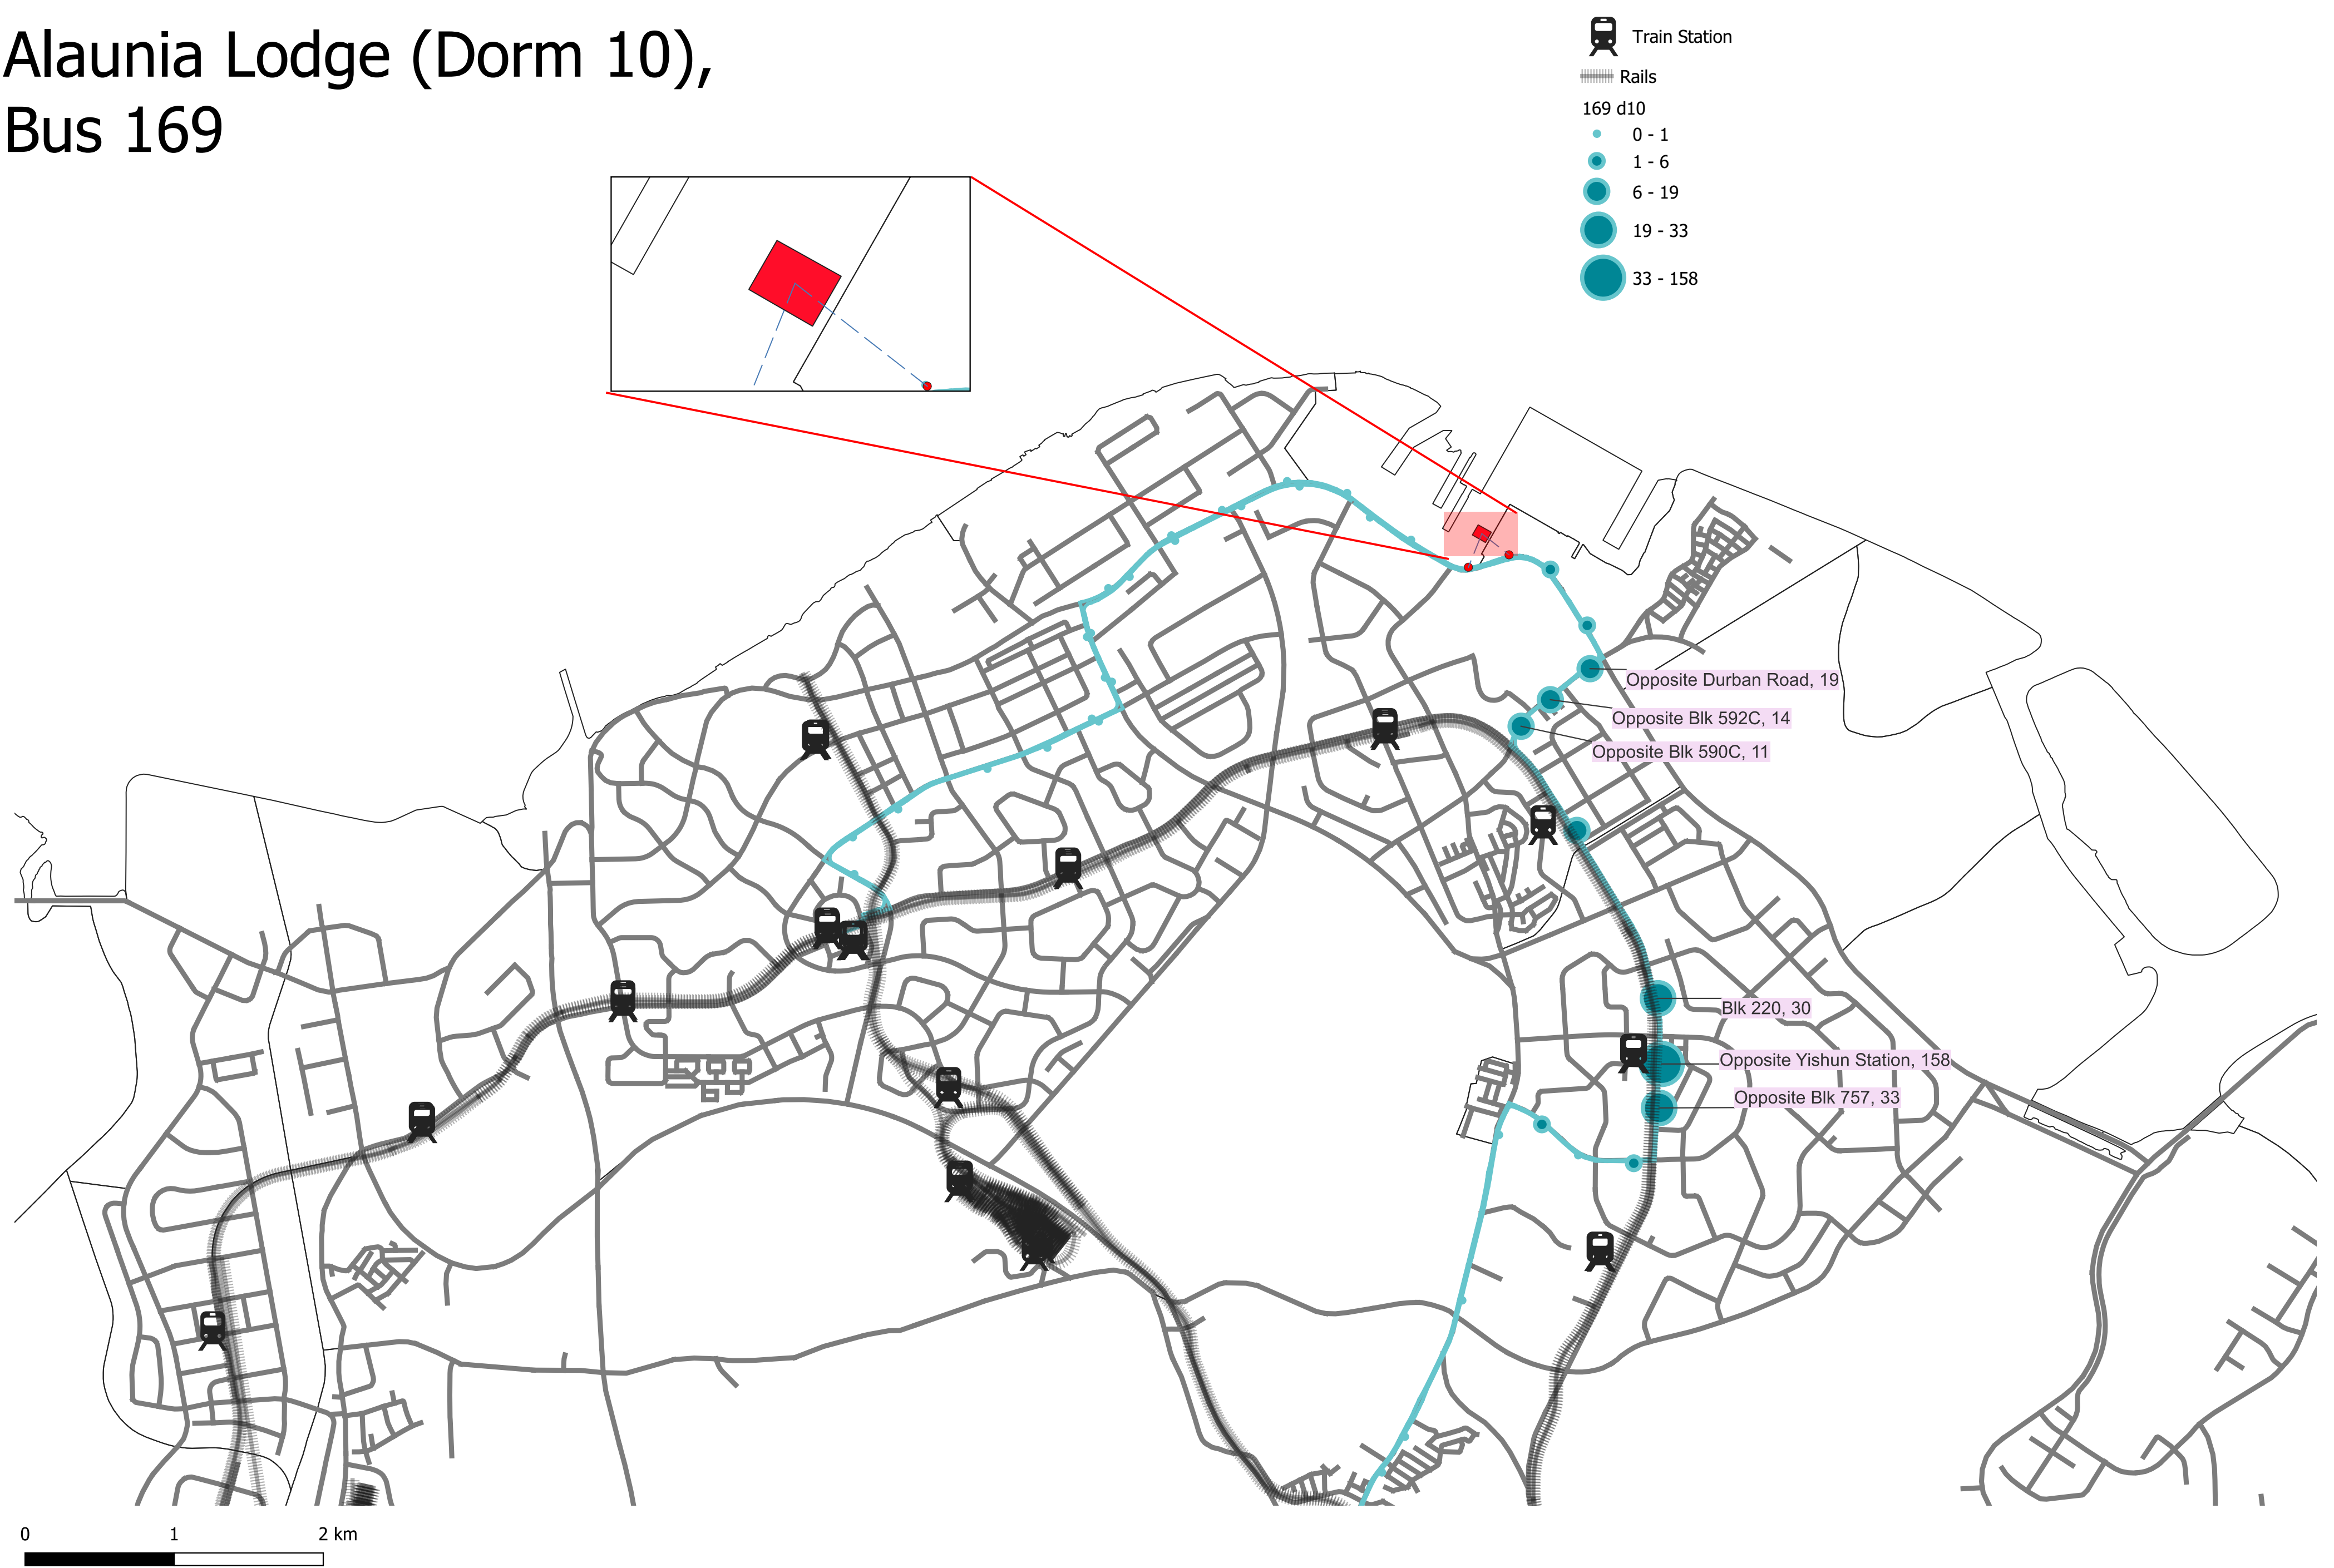 Alaunia Lodge (Dorm 10),
Bus 169
Train Station
Rails
169 d10
0 - 1
1 - 6
6 - 19
19 - 33
33 - 158
Opposite Durban Road, 19
Opposite Blk 592C, 14
Opposite Blk 590C, 11
Blk 220, 30
Opposite Yishun Station, 158
Opposite Blk 757, 33
0 1 2 km